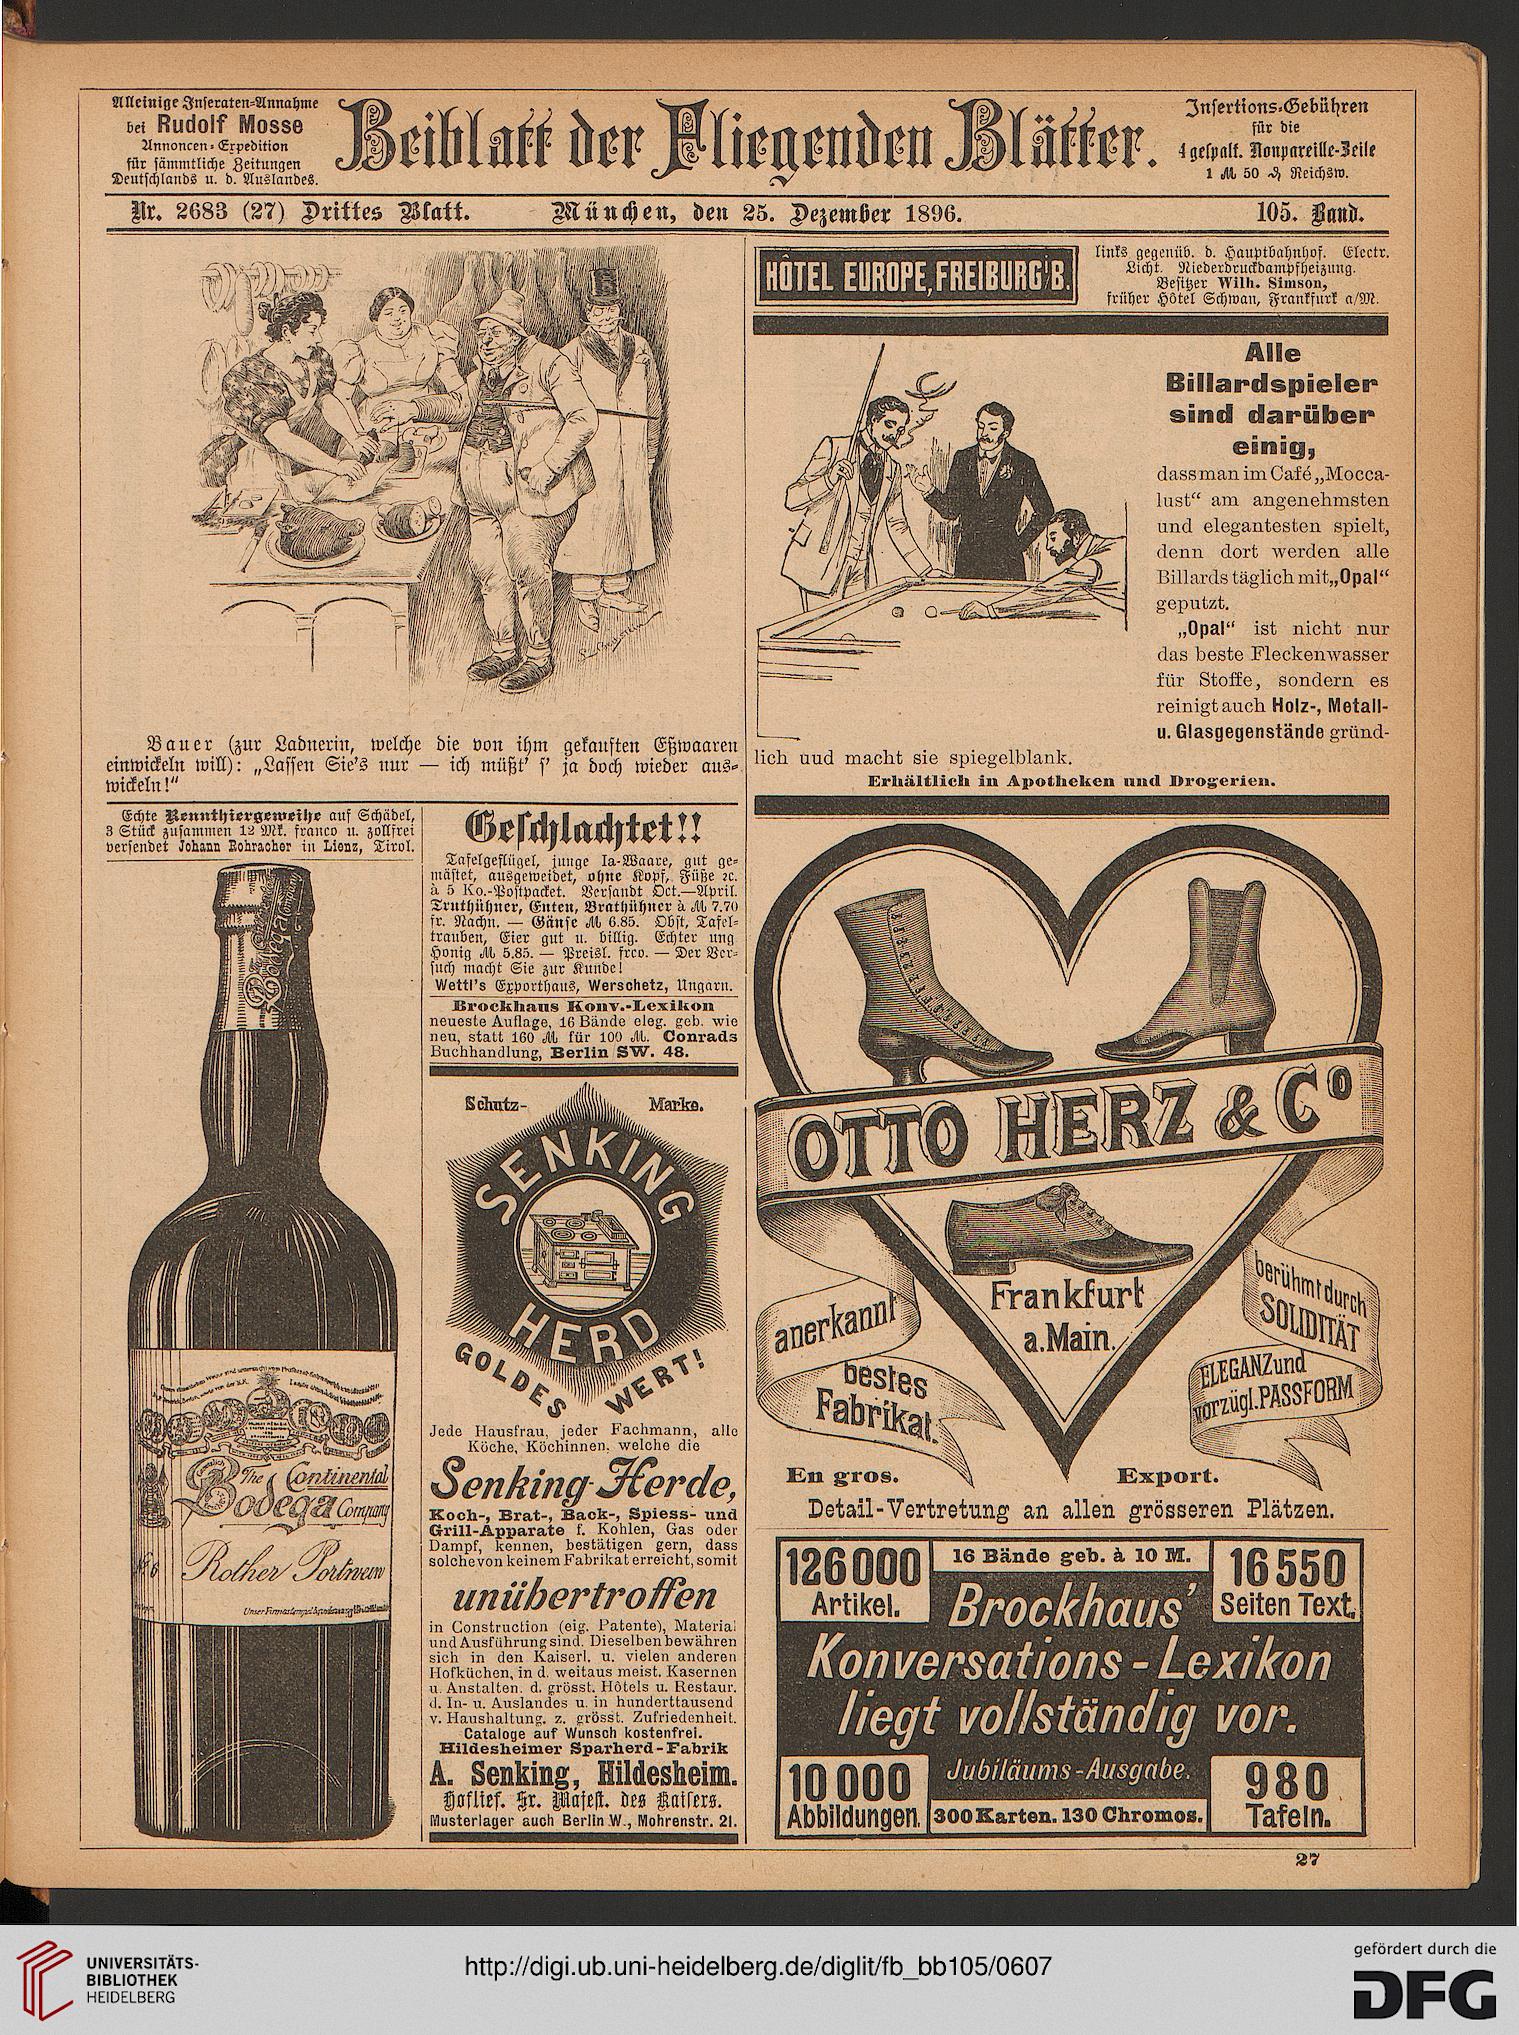 Alleinige Inseraten-Annahme
bei Rudolf Mosse
Annoncen-Expedition
für sämmtliche Zeitungen
Deutschlands u. d. Auslandes.
Beiblatt der Fliegenden Blätter.
Insertions-Gebühren
für die
4 gespalt. Nonpareille-Zeile
1 ℳ 50 ₰ Reichsw.
Nr. 2683 (27) Drittes Blatt. München, den 25. Dezember 1896. 105. Band.
Bauer (zur Ladnerin, welche die von ihm gekauften Eßwaaren
einwickeln will): „Lassen Sie's nur — ich müßt' s' ja doch wieder aus-
wickeln!"
Echte Rennthiergeweihe auf Schädel,
3 Stück zusammen 12 Mk. franco u. zollfrei
versendet Johann Rohracher in Lienz, Tirol.
The Continental
Bodega Company
Rother Portwein
Geschlachtet!!
Tafelgeflügel, junge Ia-Waare, gut ge-
mästet, ausgeweidet, ohne Kopf, Füße ꝛc.
à 5 Ko.-Postpacket. Versandt Oct.—April.
Truthühner, Enten, Brathühner à ℳ 7.70
fr. Nachn. — Gänse ℳ 6.85. Obst, Tafel-
trauben, Eier gut u. billig. Echter ung
Honig ℳ 5.85. — Preisl. frco. — Der Ver-
such macht Sie zur Kunde!
Wettl's Exporthaus, Werschetz, Ungarn.
Brockhaus Konv.-Lexikon
neueste Auflage, 16 Bände eleg. geb. wie
neu, statt 160 ℳ für 100 ℳ. Conrads
Buchhandlung, Berlin SW. 48.
Schutz- Marke.
SENKING
HERD
GOLDES WERT!
Jede Hausfrau, jeder Fachmann, alle
Köche, Köchinnen, welche die
Senking-Herde,
Koch-, Brat-, Back-, Spiess- und
Grill-Apparate f. Kohlen, Gas oder
Dampf, kennen, bestätigen gern, dass
solche von keinem Fabrikat erreicht, somit
unübertroffen
in Construction (eig. Patente), Material
und Ausführung sind. Dieselben bewähren
sich in den Kaiserl. u. vielen anderen
Hofküchen, in d. weitaus meist. Kasernen
u. Anstalten. d. grösst. Hôtels u. Restaur.
d. In- u. Auslandes u. in hunderttausend
v. Haushaltung. z. grösst. Zufriedenheit.
Cataloge auf Wunsch kostenfrei.
Hildesheimer Sparherd-Fabrik
A. Senking, Hildesheim.
Hoflief. Sr. Majest. des Kaisers.
Musterlager auch Berlin W., Mohrenstr. 21.
HÔTEL EUROPE, FREIBURG i/B.
links gegenüb. d. Hauptbahnhof. Electr.
Licht. Niederdruckdampfheizung.
Besitzer Wilh. Simson,
früher Hôtel Schwan, Frankfurt a/M.
Alle
Billardspieler
sind darüber
einig,
dass man im Café „Mocca-
lust" am angenehmsten
und elegantesten spielt,
denn dort werden alle
Billards täglich mit „Opal"
geputzt.
„Opal" ist nicht nur
das beste Fleckenwasser
für Stoffe, sondern es
reinigt auch Holz-, Metall-
u. Glasgegenstände gründ-
lich uud macht sie spiegelblank.
Erhältlich in Apotheken und Drogerien.
OTTO HERZ & Co
Frankfurt
a. Main.
anerkannt
bestes
Fabrikat.
berühmt durch
SOLIDITÄT
ELEGANZ und
vorzügl. PASSFORM
En gros. Export.
Detail-Vertretung an allen grösseren Plätzen.
126000
Artikel.
16 Bände geb. à 10 M.
16 550
Seiten Text.
Brockhaus'
Konversations-Lexikon
liegt vollständig vor.
10 000
Abbildungen.
Jubiläums-Ausgabe.
300 Karten. 130 Chromos.
980
Tafeln.
27
UNIVERSITÄTS-
BIBLIOTHEK
HEIDELBERG
http://digi.ub.uni-heidelberg.de/diglit/fb_bb105/0607
gefördert durch die
DFG